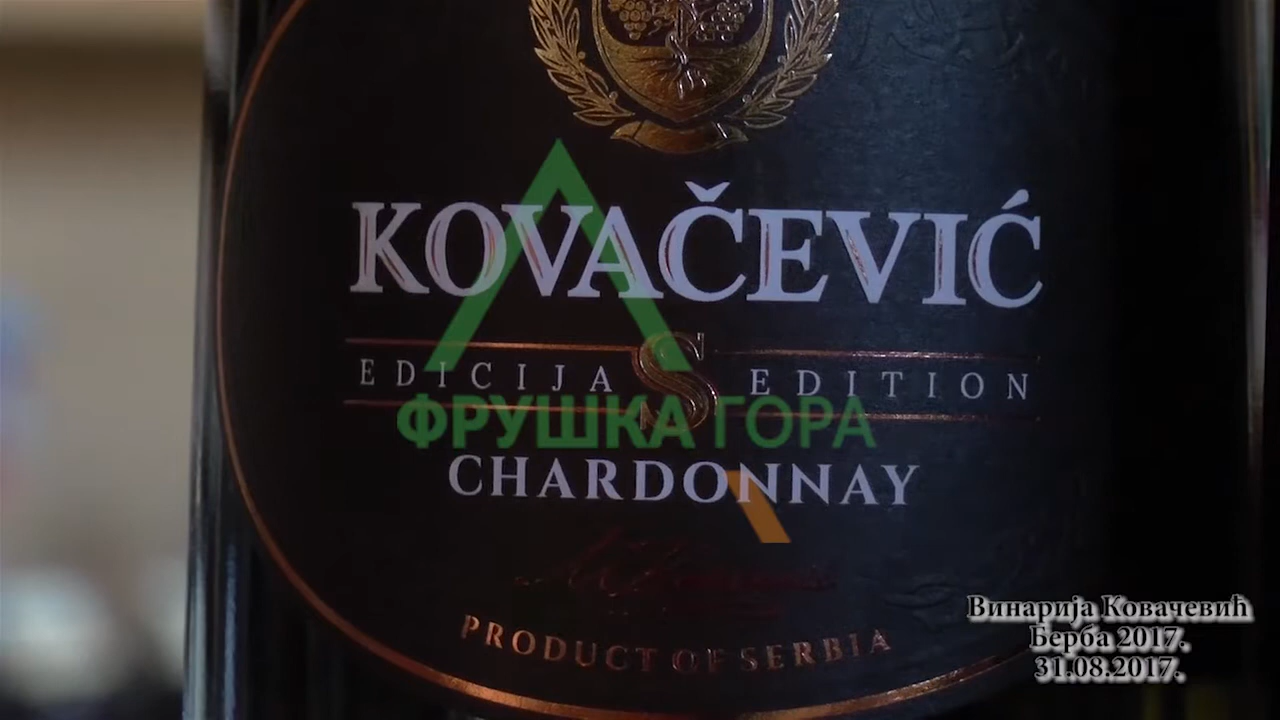 KOVAČEVIĆ
EDICIJA S EDITION
ФРУШКА ГОРА
CHARDONNAY
PRODUCT OF SERBIA
Винарија Ковачевић
Берба 2017.
31.08.2017.